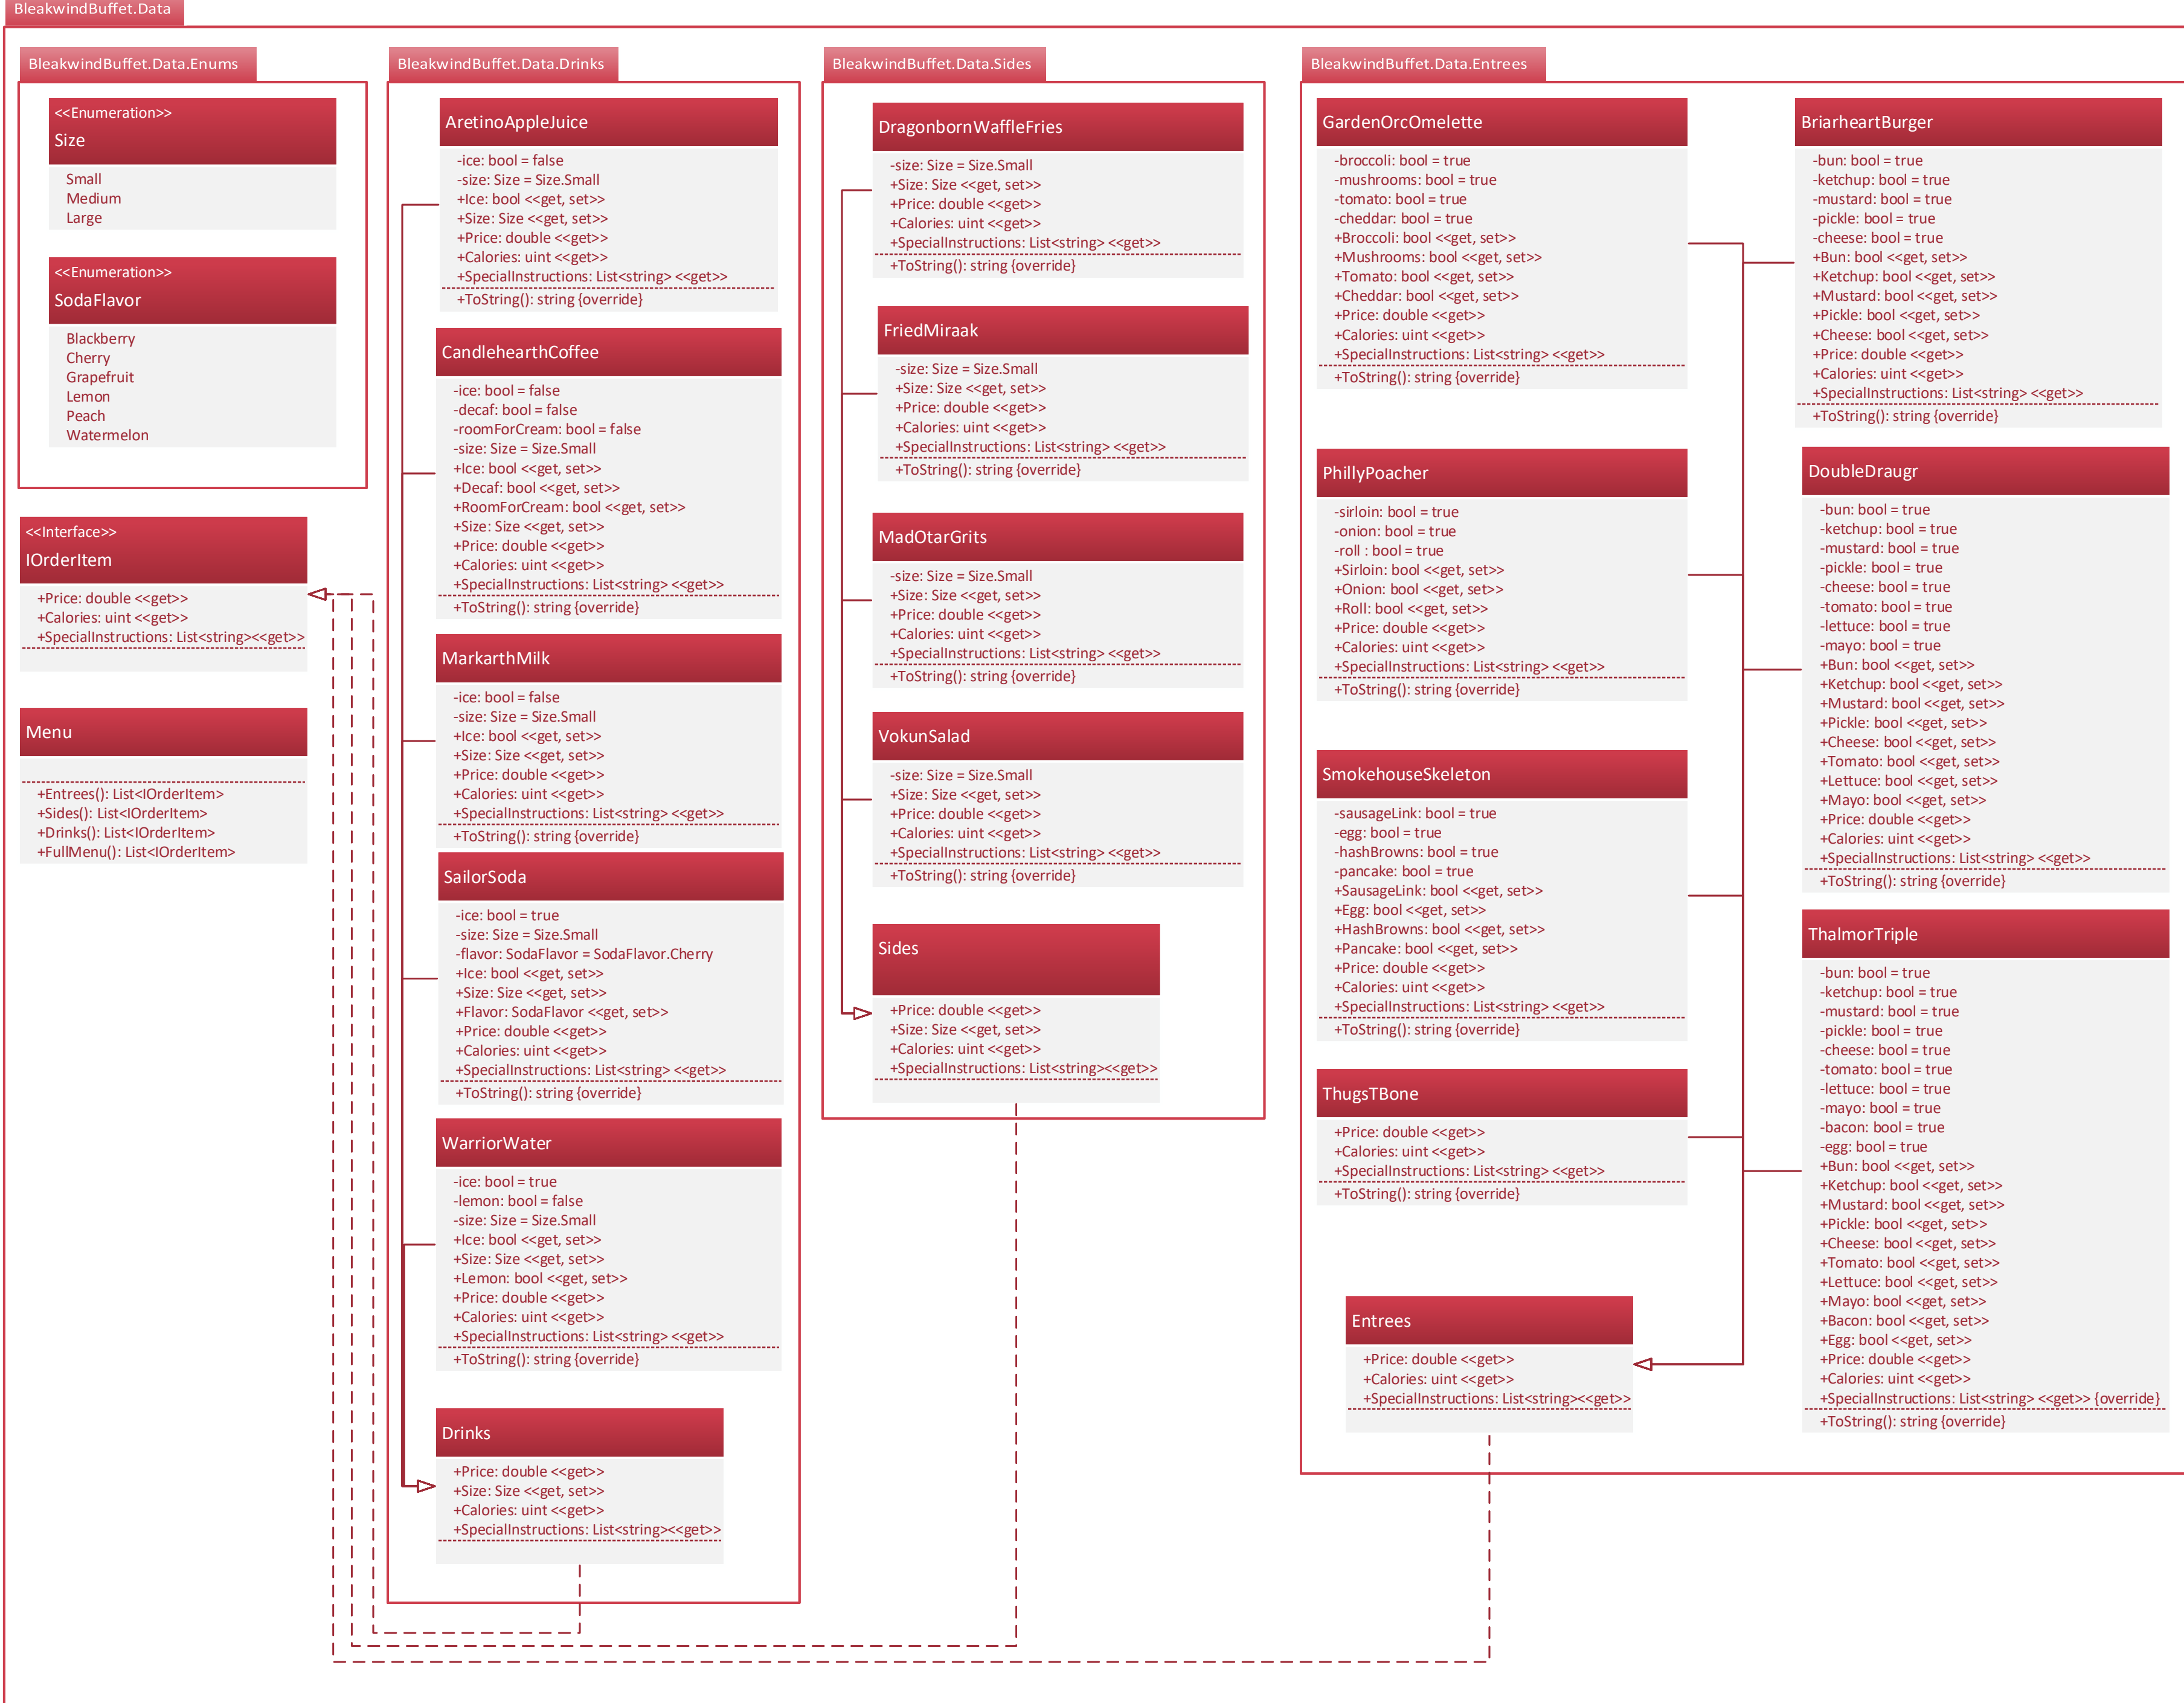 BleakwindBuffet.Data
BleakwindBuffet.Data.Enums
<<Enumeration>>
Size
Small
Medium
Large
<<Enumeration>>
SodaFlavor
Blackberry
Cherry
Grapefruit
Lemon
Peach
Watermelon
<<Interface>>
IOrderItem
+Price: double <<get>>
+Calories: uint <<get>>
+SpecialInstructions: List<string><<get>>
Menu
+Entrees(): List<IOrderItem>
+Sides(): List<IOrderItem>
+Drinks(): List<IOrderItem>
+FullMenu(): List<IOrderItem>
BleakwindBuffet.Data.Drinks
AretinoAppleJuice
-ice: bool = false
-size: Size = Size.Small
+Ice: bool <<get, set>>
+Size: Size <<get, set>>
+Price: double <<get>>
+Calories: uint <<get>>
+SpecialInstructions: List<string> <<get>>
+ToString(): string {override}
CandlehearthCoffee
-ice: bool = false
-decaf: bool = false
-roomForCream: bool = false
-size: Size = Size.Small
+Ice: bool <<get, set>>
+Decaf: bool <<get, set>>
+RoomForCream: bool <<get, set>>
+Size: Size <<get, set>>
+Price: double <<get>>
+Calories: uint <<get>>
+SpecialInstructions: List<string> <<get>>
+ToString(): string {override}
MarkarthMilk
-ice: bool = false
-size: Size = Size.Small
+Ice: bool <<get, set>>
+Size: Size <<get, set>>
+Price: double <<get>>
+Calories: uint <<get>>
+SpecialInstructions: List<string> <<get>>
+ToString(): string {override}
SailorSoda
-ice: bool = true
-size: Size = Size.Small
-flavor: SodaFlavor = SodaFlavor.Cherry
+Ice: bool <<get, set>>
+Size: Size <<get, set>>
+Flavor: SodaFlavor <<get, set>>
+Price: double <<get>>
+Calories: uint <<get>>
+SpecialInstructions: List<string> <<get>>
+ToString(): string {override}
WarriorWater
-ice: bool = true
-lemon: bool = false
-size: Size = Size.Small
+Ice: bool <<get, set>>
+Size: Size <<get, set>>
+Lemon: bool <<get, set>>
+Price: double <<get>>
+Calories: uint <<get>>
+SpecialInstructions: List<string> <<get>>
+ToString(): string {override}
Drinks
+Price: double <<get>>
+Size: Size <<get, set>>
+Calories: uint <<get>>
+SpecialInstructions: List<string><<get>>
BleakwindBuffet.Data.Sides
DragonbornWaffleFries
-size: Size = Size.Small
+Size: Size <<get, set>>
+Price: double <<get>>
+Calories: uint <<get>>
+SpecialInstructions: List<string> <<get>>
+ToString(): string {override}
FriedMiraak
-size: Size = Size.Small
+Size: Size <<get, set>>
+Price: double <<get>>
+Calories: uint <<get>>
+SpecialInstructions: List<string> <<get>>
+ToString(): string {override}
MadOtarGrits
-size: Size = Size.Small
+Size: Size <<get, set>>
+Price: double <<get>>
+Calories: uint <<get>>
+SpecialInstructions: List<string> <<get>>
+ToString(): string {override}
VokunSalad
-size: Size = Size.Small
+Size: Size <<get, set>>
+Price: double <<get>>
+Calories: uint <<get>>
+SpecialInstructions: List<string> <<get>>
+ToString(): string {override}
Sides
+Price: double <<get>>
+Size: Size <<get, set>>
+Calories: uint <<get>>
+SpecialInstructions: List<string><<get>>
BleakwindBuffet.Data.Entrees
GardenOrcOmelette
-broccoli: bool = true
-mushrooms: bool = true
-tomato: bool = true
-cheddar: bool = true
+Broccoli: bool <<get, set>>
+Mushrooms: bool <<get, set>>
+Tomato: bool <<get, set>>
+Cheddar: bool <<get, set>>
+Price: double <<get>>
+Calories: uint <<get>>
+SpecialInstructions: List<string> <<get>>
+ToString(): string {override}
PhillyPoacher
-sirloin: bool = true
-onion: bool = true
-roll : bool = true
+Sirloin: bool <<get, set>>
+Onion: bool <<get, set>>
+Roll: bool <<get, set>>
+Price: double <<get>>
+Calories: uint <<get>>
+SpecialInstructions: List<string> <<get>>
+ToString(): string {override}
SmokehouseSkeleton
-sausageLink: bool = true
-egg: bool = true
-hashBrowns: bool = true
-pancake: bool = true
+SausageLink: bool <<get, set>>
+Egg: bool <<get, set>>
+HashBrowns: bool <<get, set>>
+Pancake: bool <<get, set>>
+Price: double <<get>>
+Calories: uint <<get>>
+SpecialInstructions: List<string> <<get>>
+ToString(): string {override}
ThugsTBone
+Price: double <<get>>
+Calories: uint <<get>>
+SpecialInstructions: List<string> <<get>>
+ToString(): string {override}
Entrees
+Price: double <<get>>
+Calories: uint <<get>>
+SpecialInstructions: List<string><<get>>
BriarheartBurger
-bun: bool = true
-ketchup: bool = true
-mustard: bool = true
-pickle: bool = true
-cheese: bool = true
+Bun: bool <<get, set>>
+Ketchup: bool <<get, set>>
+Mustard: bool <<get, set>>
+Pickle: bool <<get, set>>
+Cheese: bool <<get, set>>
+Price: double <<get>>
+Calories: uint <<get>>
+SpecialInstructions: List<string> <<get>>
+ToString(): string {override}
DoubleDraugr
-bun: bool = true
-ketchup: bool = true
-mustard: bool = true
-pickle: bool = true
-cheese: bool = true
-tomato: bool = true
-lettuce: bool = true
-mayo: bool = true
+Bun: bool <<get, set>>
+Ketchup: bool <<get, set>>
+Mustard: bool <<get, set>>
+Pickle: bool <<get, set>>
+Cheese: bool <<get, set>>
+Tomato: bool <<get, set>>
+Lettuce: bool <<get, set>>
+Mayo: bool <<get, set>>
+Price: double <<get>>
+Calories: uint <<get>>
+SpecialInstructions: List<string> <<get>>
+ToString(): string {override}
ThalmorTriple
-bun: bool = true
-ketchup: bool = true
-mustard: bool = true
-pickle: bool = true
-cheese: bool = true
-tomato: bool = true
-lettuce: bool = true
-mayo: bool = true
-bacon: bool = true
-egg: bool = true
+Bun: bool <<get, set>>
+Ketchup: bool <<get, set>>
+Mustard: bool <<get, set>>
+Pickle: bool <<get, set>>
+Cheese: bool <<get, set>>
+Tomato: bool <<get, set>>
+Lettuce: bool <<get, set>>
+Mayo: bool <<get, set>>
+Bacon: bool <<get, set>>
+Egg: bool <<get, set>>
+Price: double <<get>>
+Calories: uint <<get>>
+SpecialInstructions: List<string> <<get>> {override}
+ToString(): string {override}